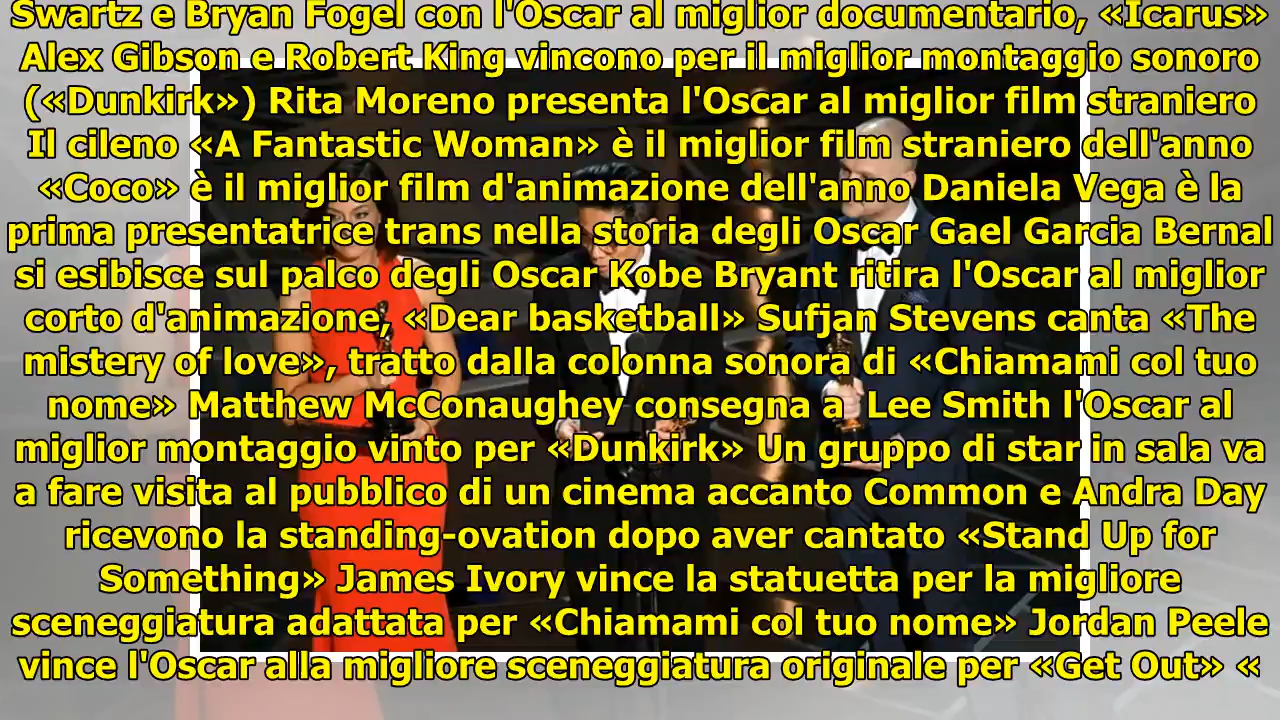 Swartz e Bryan Fogel con l'Oscar al miglior documentario, «Icarus»
Alex Gibson e Robert King vincono per il miglior montaggio sonoro
(«Dunkirk») Rita Moreno presenta l'Oscar al miglior film straniero
Il cileno «A Fantastic Woman» è il miglior film straniero dell'anno
«Coco» è il miglior film d'animazione dell'anno Daniela Vega è la
prima presentatrice trans nella storia degli Oscar Gael Garcia Bernal
si esibisce sul palco degli Oscar Kobe Bryant ritira l'Oscar al miglior
corto d'animazione, «Dear basketball» Sufjan Stevens canta «The
mistery of love», tratto dalla colonna sonora di «Chiamami col tuo
nome» Matthew McConaughey consegna a  Lee Smith l'Oscar al
miglior montaggio vinto per «Dunkirk» Un gruppo di star in sala va
a fare visita al pubblico di un cinema accanto Common e Andra Day
ricevono la standing-ovation dopo aver cantato «Stand Up for
Something» James Ivory vince la statuetta per la migliore
sceneggiatura adattata per «Chiamami col tuo nome» Jordan Peele
vince l'Oscar alla migliore sceneggiatura originale per «Get Out» «